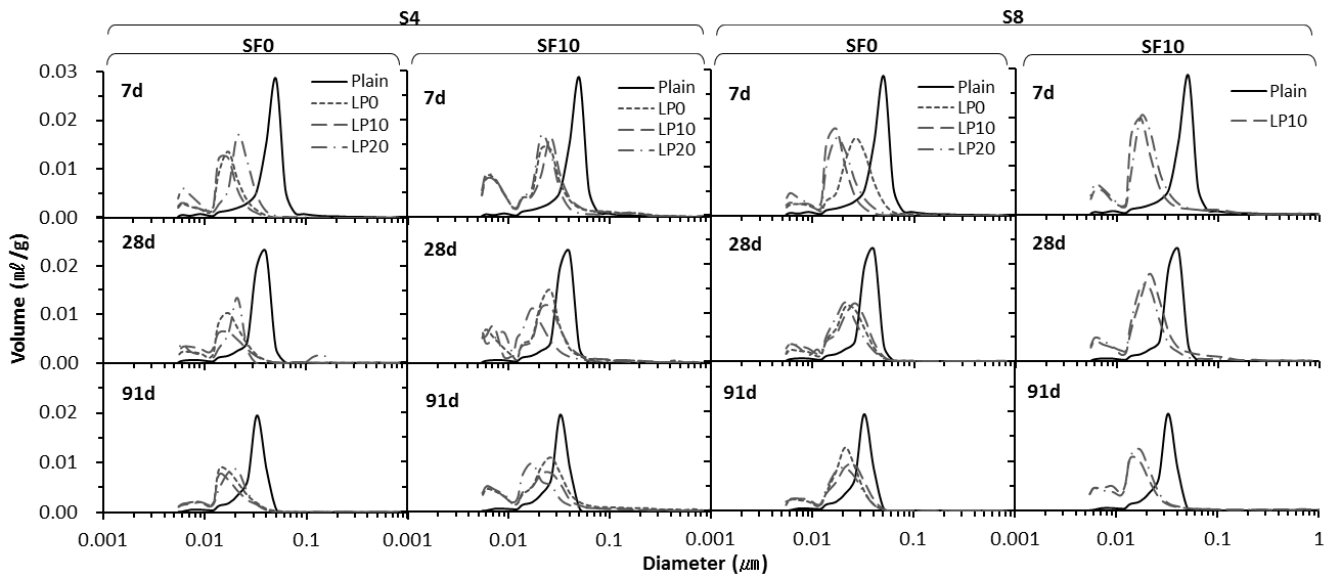 S4 S8
SF0 SF10 SF0 SF10
0.03 7d Plain LP0 LP10 LP20 7d Plain LP0 LP10 LP20 7d Plain LP0 LP10 LP20 7d Plain LP10
0.02
0.01
0.00
28d 28d 28d 28d
0.02
0.01
0.00
91d 91d 91d 91d
0.02
0.01
0.00
Volume (㎖/g)
0.001 0.01 0.1 0.001 0.01 0.1 0.001 0.01 0.1 0.001 0.01 0.1 1
Diameter (㎛)